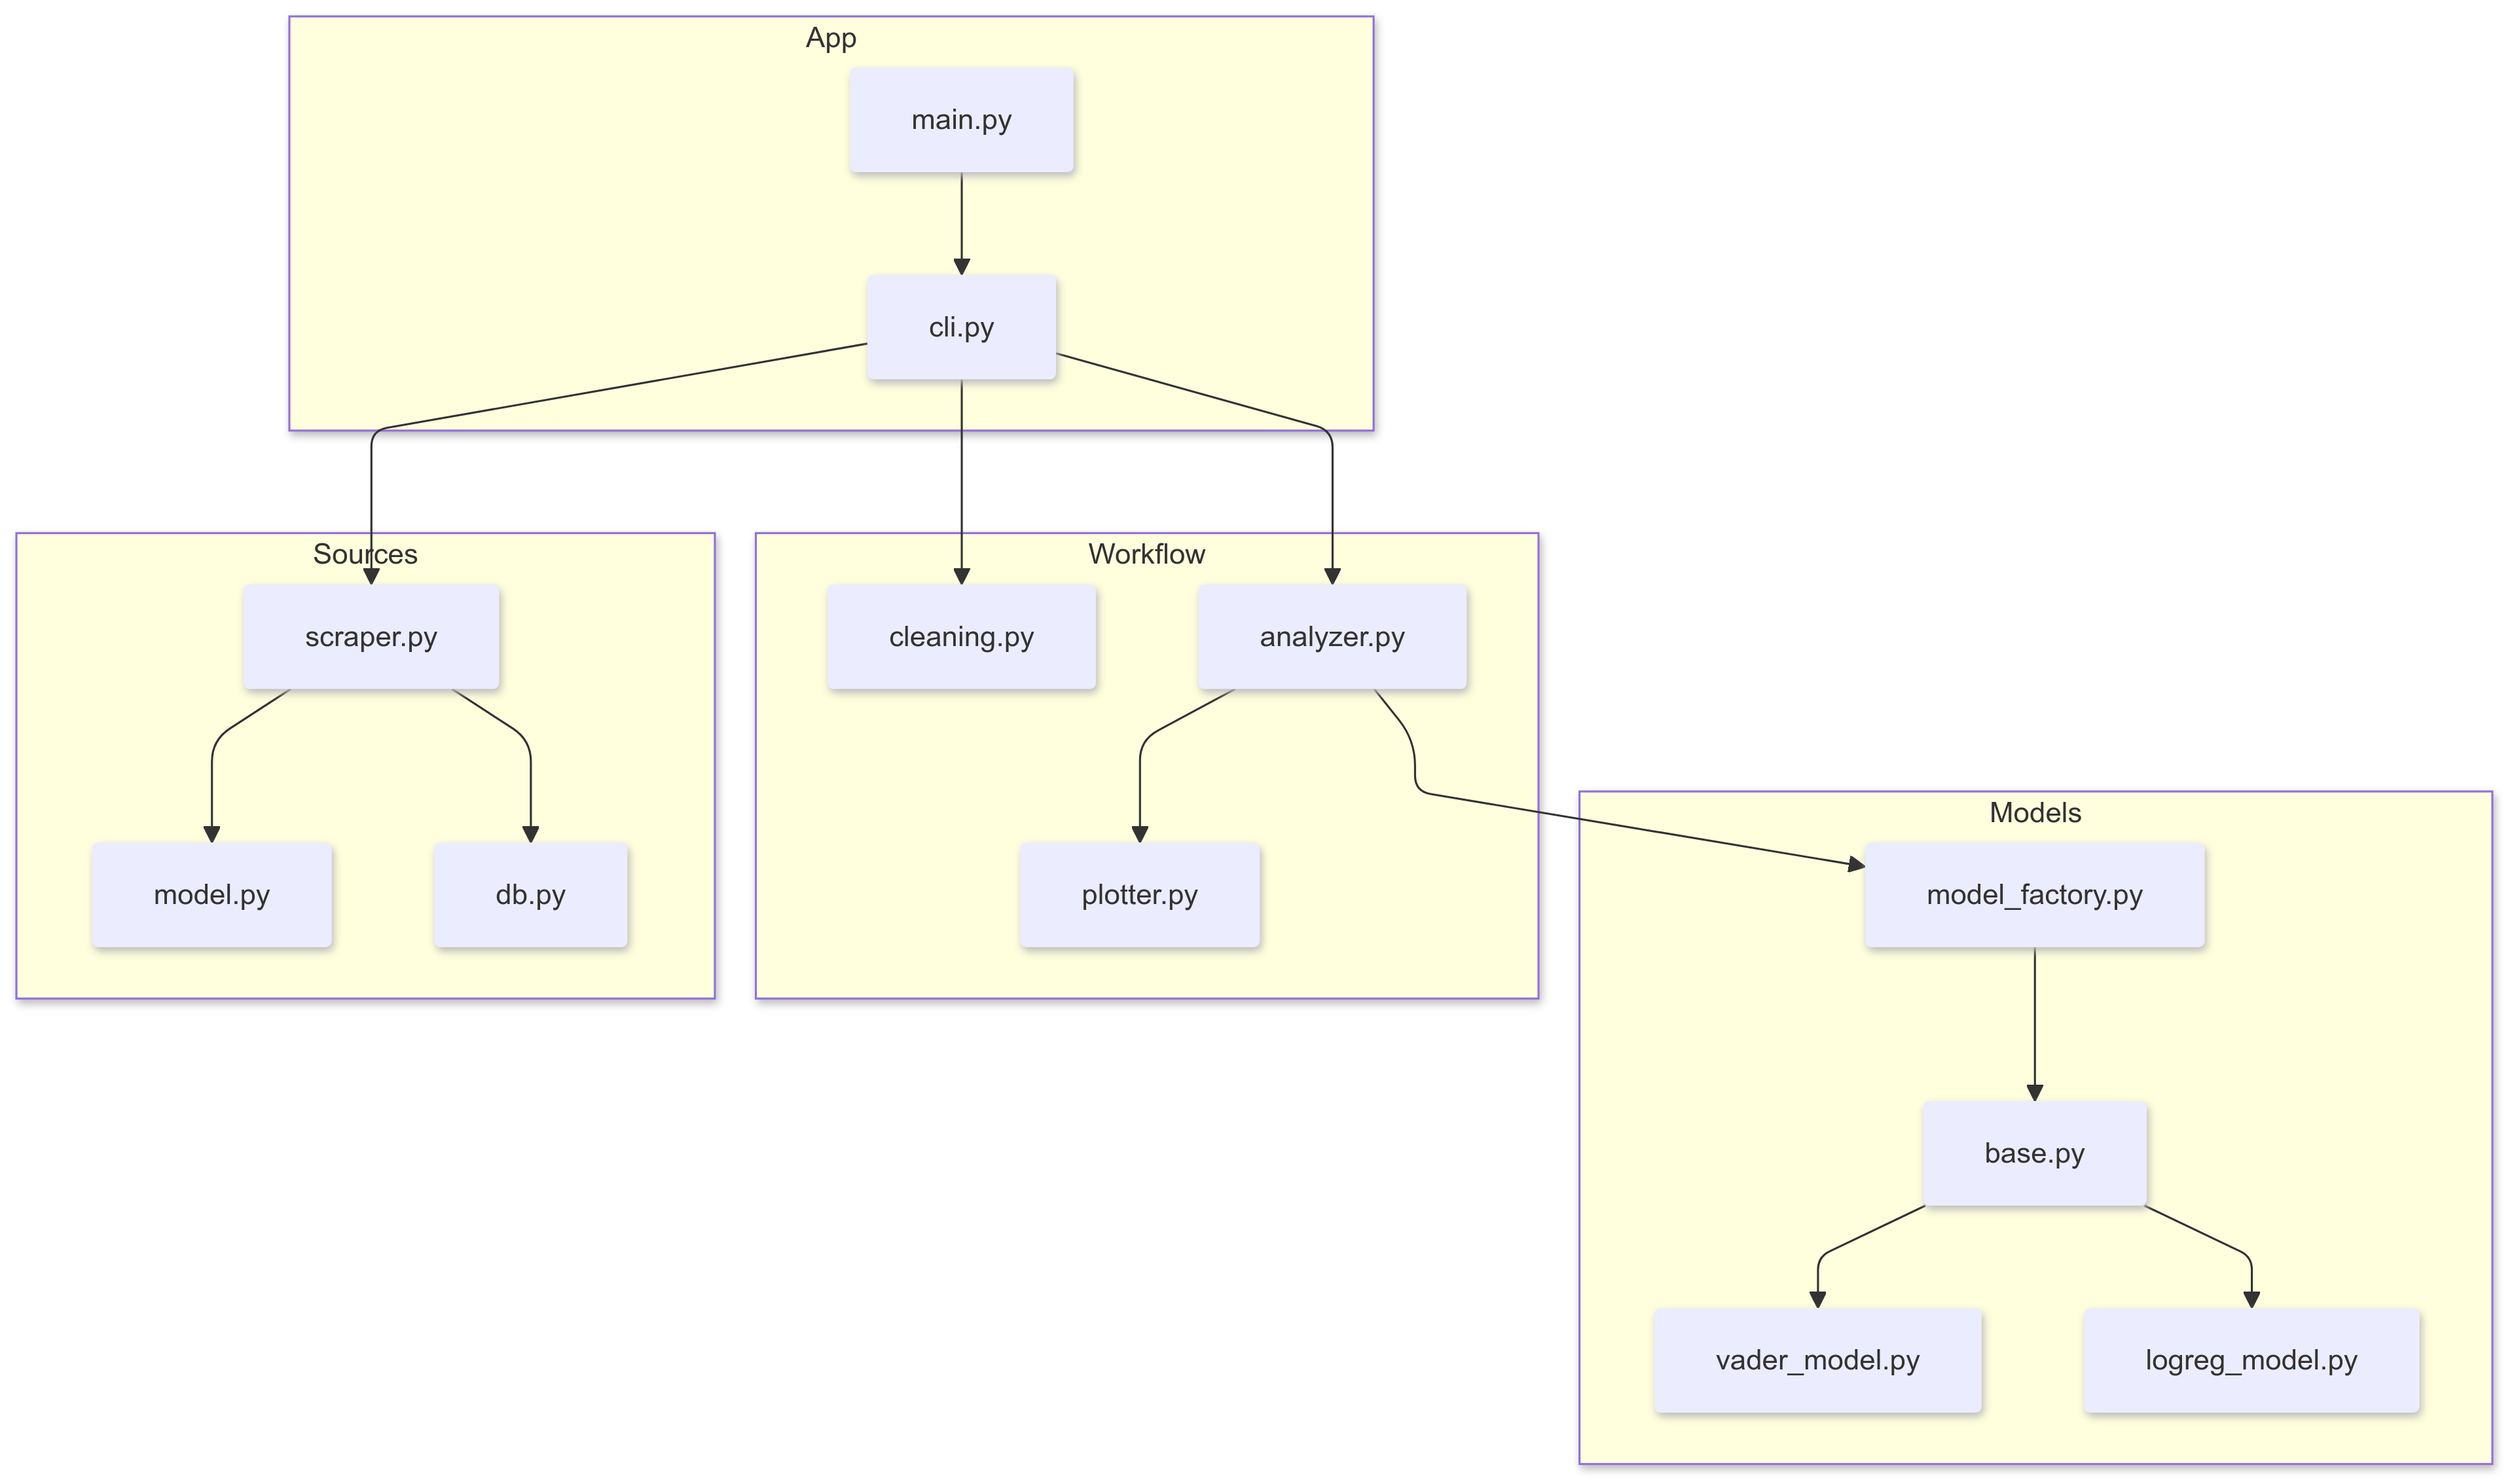 App
main.py
cli.py
Sources
Workflow
scraper.py
cleaning.py
analyzer.py
Models
model.py
db.py
plotter.py
model_factory.py
base.py
vader_model.py
logreg_model.py